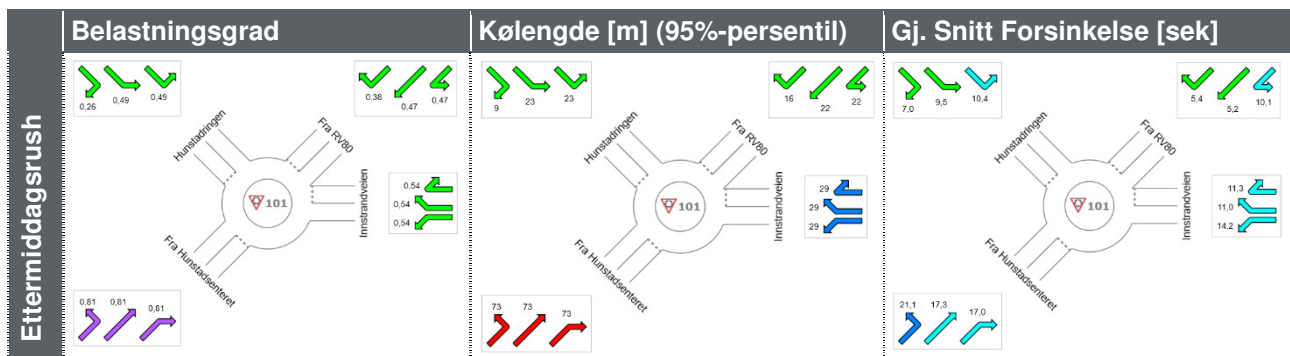 Ettermiddagsrush
Belastningsgrad
0,26
0,49
0,49
0,38
0,47
0,47
Hunstadringen
Fra RV80
Innstrandveien
Fra Hunstadsenteret
101
0,54
0,54
0,54
0,81
0,81
0,81
Kølengde [m] (95%-persentil)
9
23
23
16
22
22
Hunstadringen
Fra RV80
Innstrandveien
Fra Hunstadsenteret
101
29
29
29
73
73
73
Gj. Snitt Forsinkelse [sek]
7,0
9,5
10,4
5,4
5,2
10,1
Hunstadringen
Fra RV80
Innstrandveien
Fra Hunstadsenteret
101
11,3
11,0
14,2
21,1
17,3
17,0